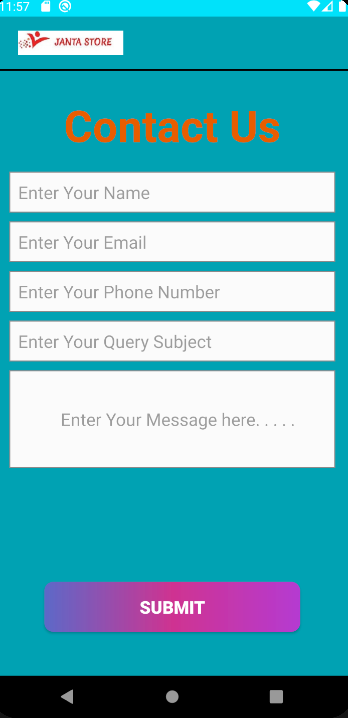 11:57
JANTA STORE
Contact Us
Enter Your Name
Enter Your Email
Enter Your Phone Number
Enter Your Query Subject
Enter Your Message here. . . . .
SUBMIT